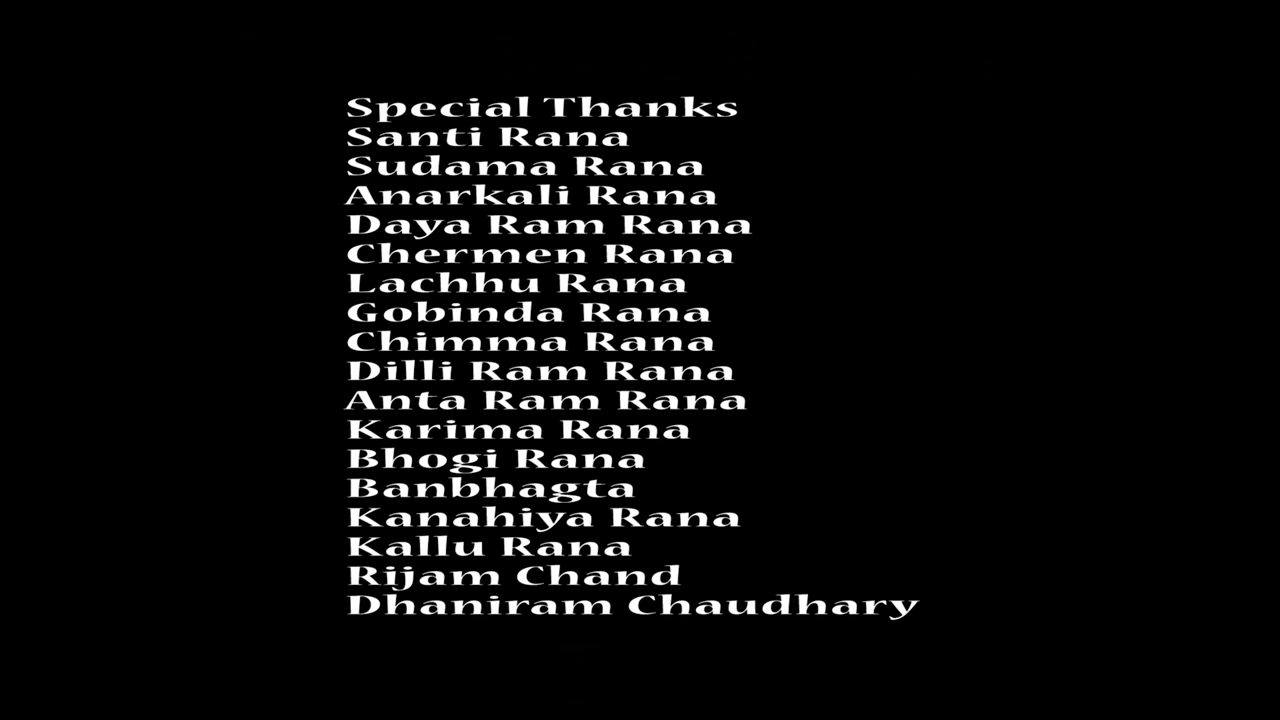 Special Thanks
Santi Rana
Sudama Rana
Anarkali Rana
Daya Ram Rana
Chermen Rana
Lachhu Rana
Gobinda Rana
Chimma Rana
Dilli Ram Rana
Anta Ram Rana
Karima Rana
Bhogi Rana
Banbhagta
Kanahiya Rana
Kallu Rana
Rijam Chand
Dhaniram Chaudhary